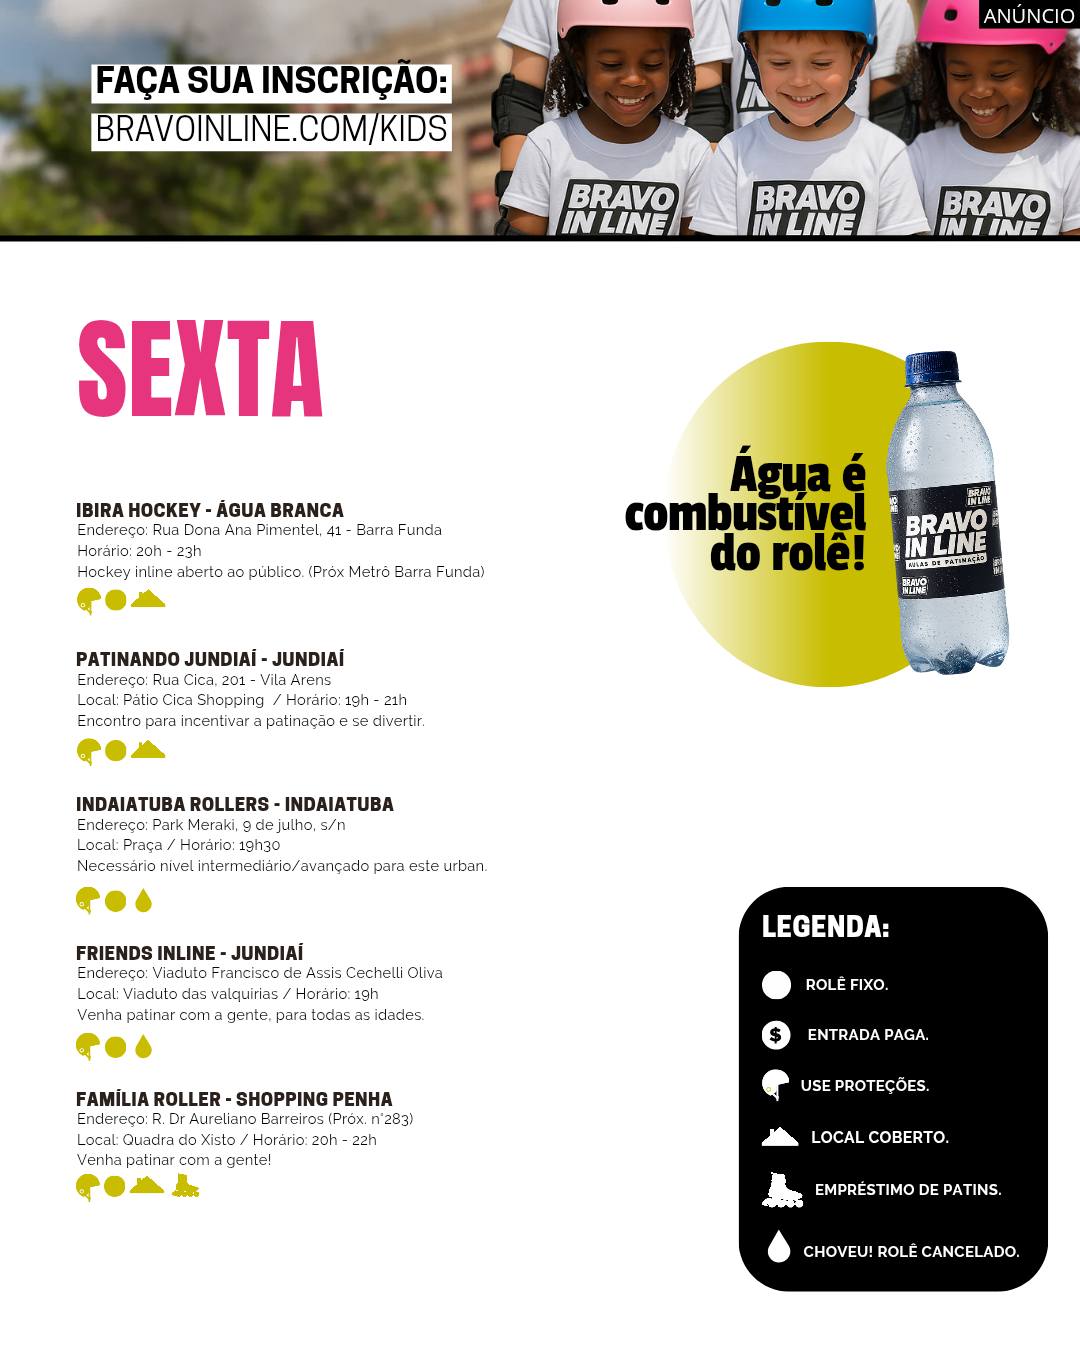 ANÚNCIO
FAÇA SUA INSCRIÇÃO:
BRAVOINLINE.COM/KIDS
BRAVO
IN LINE
BRAVO
IN LINE
BRAVO
IN LINE
SEXTA
Água é
combustível
do rolê!
BRAVO
IN LINE
BRAVO
IN LINE
AULAS DE PATINAÇÃO
BRAVO
IN LINE
IBIRA HOCKEY - ÁGUA BRANCA
Endereço: Rua Dona Ana Pimentel, 41 - Barra Funda
Horário: 20h - 23h
Hockey inline aberto ao público. (Próx Metrô Barra Funda)
PATINANDO JUNDIAÍ - JUNDIAÍ
Endereço: Rua Cica, 201 - Vila Arens
Local: Pátio Cica Shopping / Horário: 19h - 21h
Encontro para incentivar a patinação e se divertir.
INDAIATUBA ROLLERS - INDAIATUBA
Endereço: Park Meraki, 9 de julho, s/n
Local: Praça / Horário: 19h30
Necessário nível intermediário/avançado para este urban.
FRIENDS INLINE - JUNDIAÍ
Endereço: Viaduto Francisco de Assis Cechelli Oliva
Local: Viaduto das valquirias / Horário: 19h
Venha patinar com a gente, para todas as idades.
FAMÍLIA ROLLER - SHOPPING PENHA
Endereço: R. Dr Aureliano Barreiros (Próx. n°283)
Local: Quadra do Xisto / Horário: 20h - 22h
Venha patinar com a gente!
LEGENDA:
ROLÊ FIXO.
$ ENTRADA PAGA.
USE PROTEÇÕES.
LOCAL COBERTO.
EMPRÉSTIMO DE PATINS.
CHOVEU! ROLÊ CANCELADO.